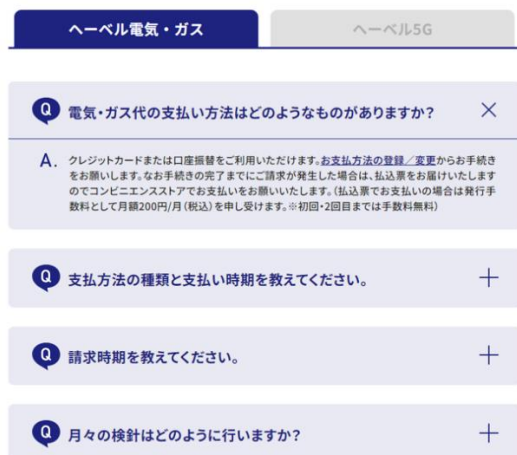 ヘーベル電気・ガス
ヘーベル5G
Q 電気・ガス代の支払い方法はどのようなものがありますか?
A. クレジットカードまたは口座振替をご利用いただけます。お支払方法の登録／変更からお手続き
をお願いします。なお手続きの完了までにご請求が発生した場合は、払込票をお届けいたします
のでコンビニエンスストアでお支払いをお願いいたします。(払込票でお支払いの場合は発行手
数料として月額200円/月(税込)を申し受けます。※初回・2回目までは手数料無料)
Q 支払方法の種類と支払い時期を教えてください。
Q 請求時期を教えてください。
Q 月々の検針はどのように行いますか?